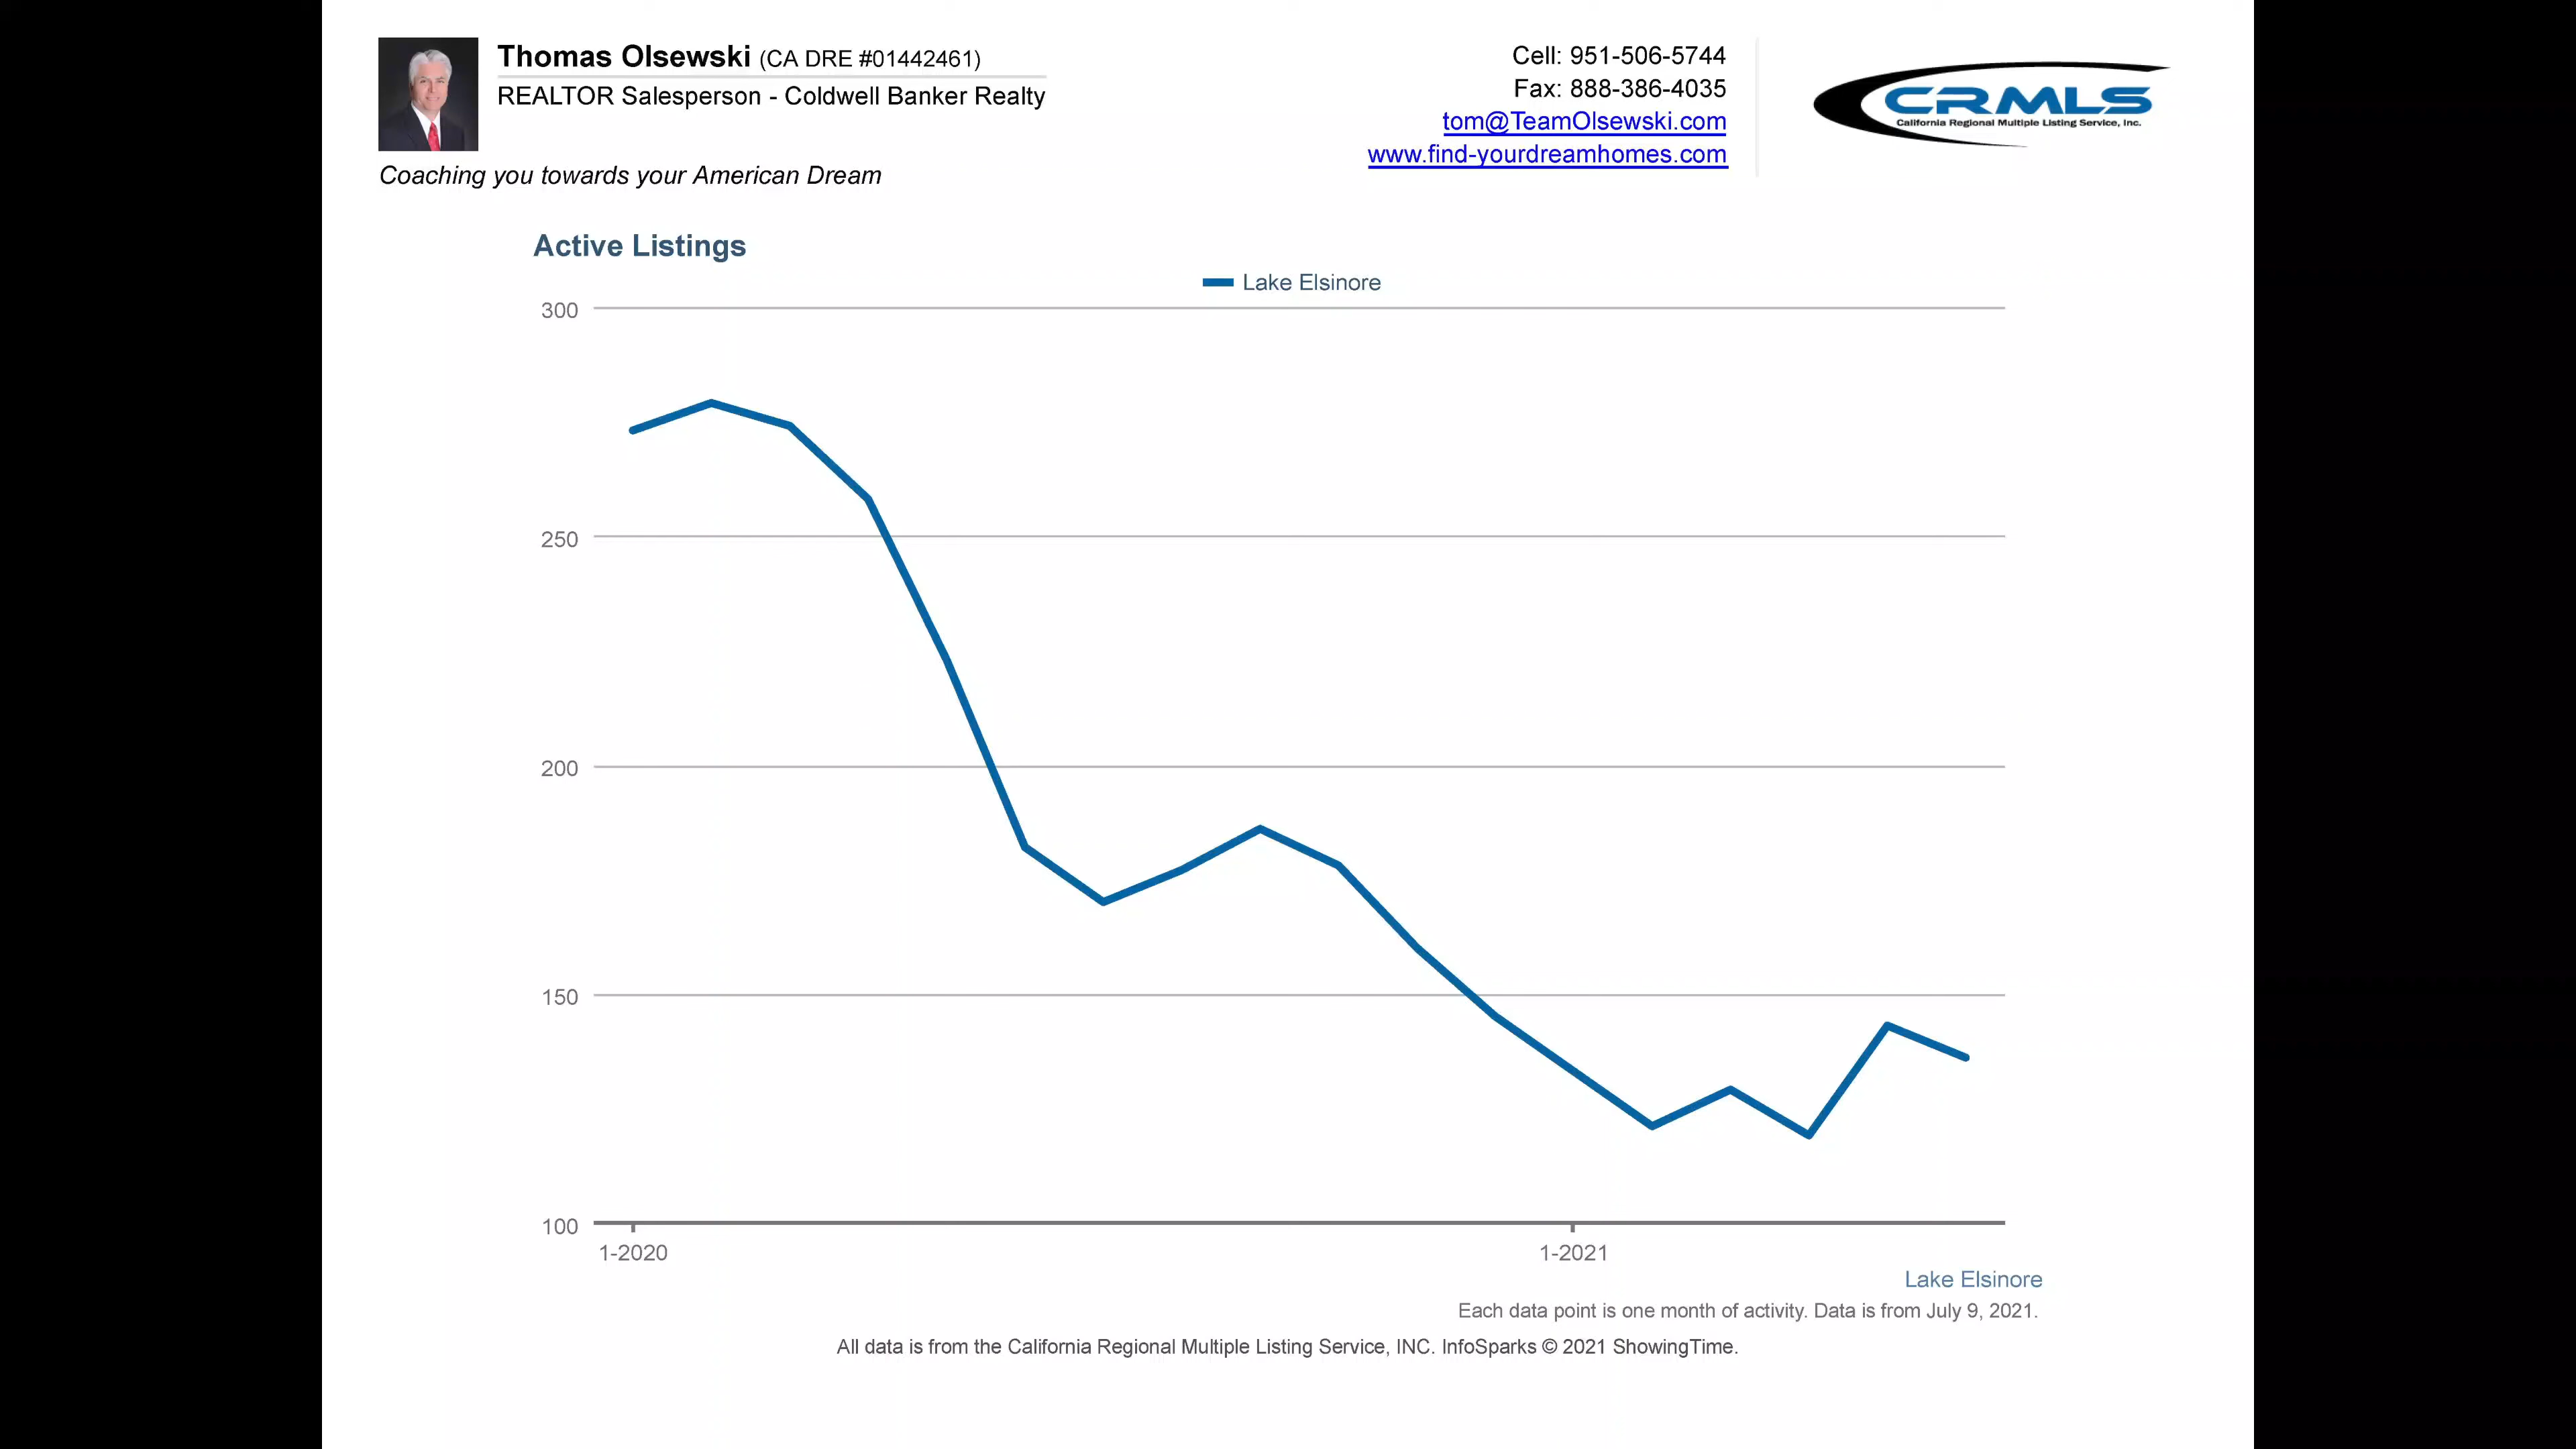 Thomas Olsewski (CA DRE #01442461)
REALTOR Salesperson - Coldwell Banker Realty
Coaching you towards your American Dream
Cell: 951-506-5744
Fax: 888-386-4035
tom@TeamOlsewski.com
www.find-yourdreamhomes.com
CRMLS
California Regional Multiple Listing Service, Inc.
Active Listings
Lake Elsinore
300
250
200
150
100
1-2020
1-2021
Lake Elsinore
Each data point is one month of activity. Data is from July 9, 2021.
All data is from the California Regional Multiple Listing Service, INC. InfoSparks © 2021 ShowingTime.